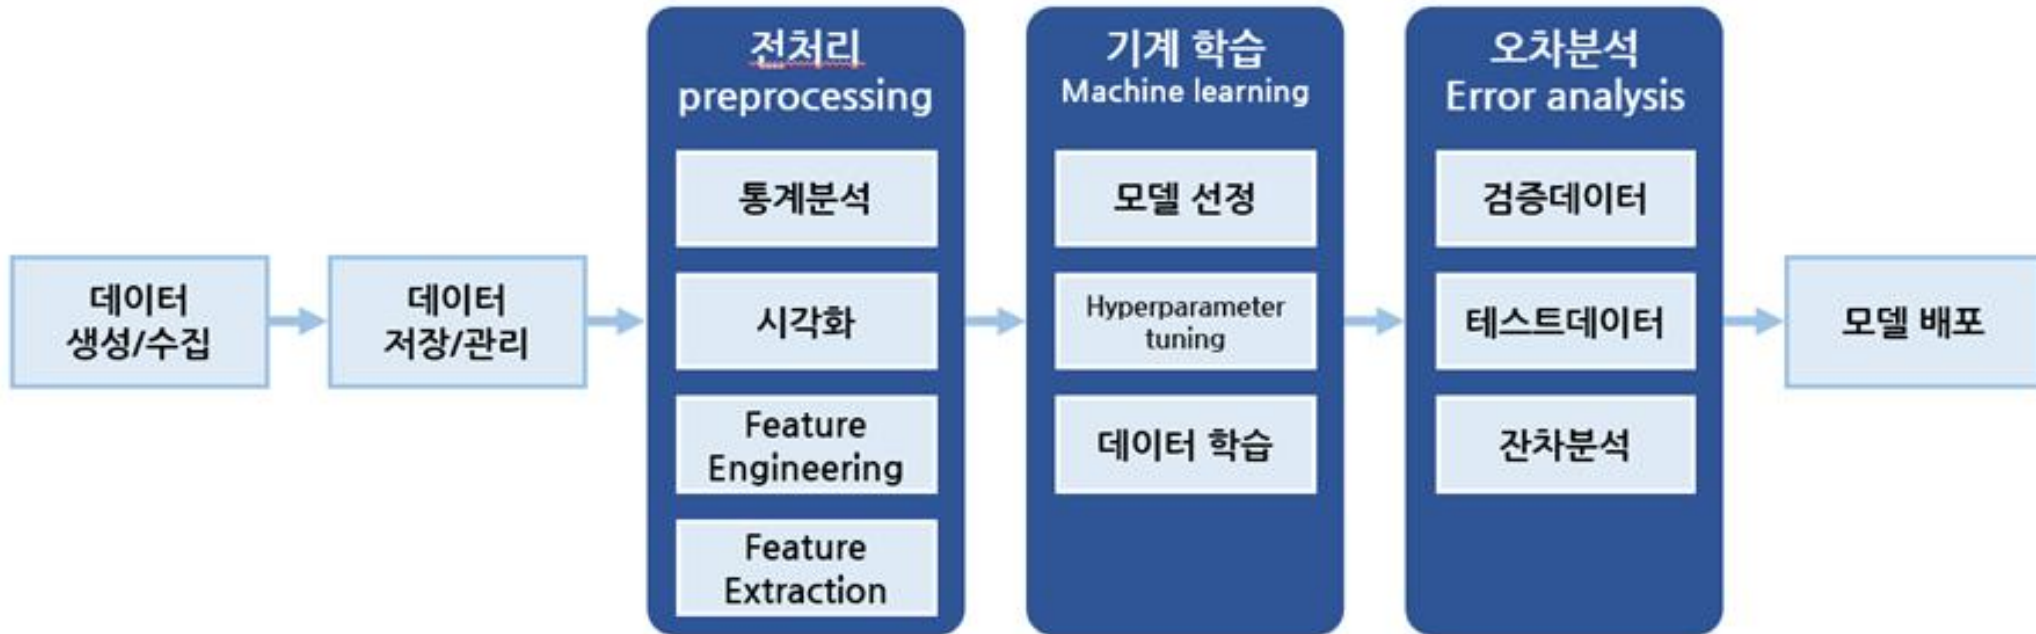 데이터
생성/수집
데이터
저장/관리
전처리
preprocessing
통계분석
시각화
Feature
Engineering
Feature
Extraction
기계 학습
Machine learning
모델 선정
Hyperparameter
tuning
데이터 학습
오차분석
Error analysis
검증데이터
테스트데이터
잔차분석
모델 배포